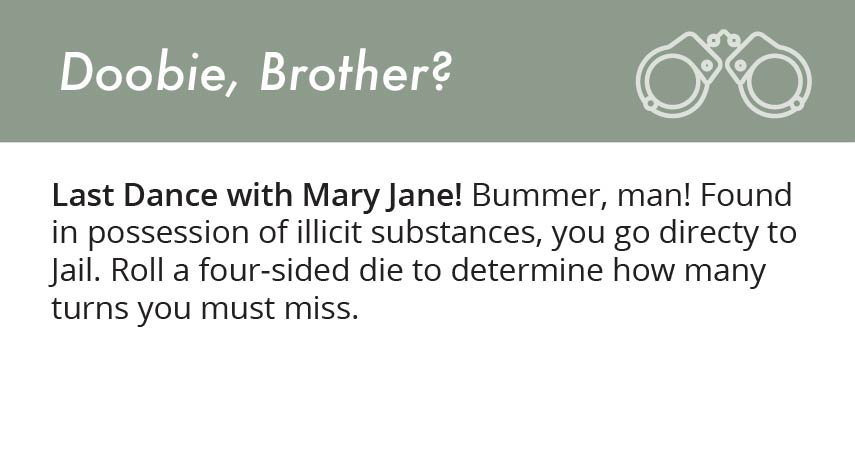 Doobie, Brother?
Last Dance with Mary Jane! Bummer, man! Found
in possession of illicit substances, you go directy to
Jail. Roll a four-sided die to determine how many
turns you must miss.